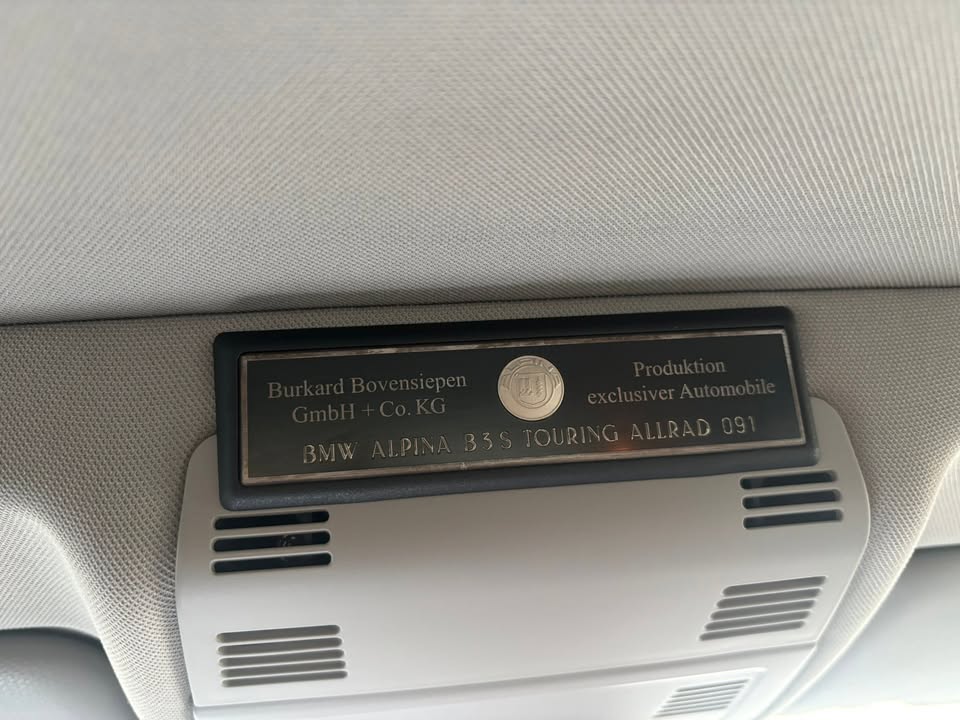 Burkard Bovensiepen
GmbH + Co. KG
Produktion
exclusiver Automobile
BMW ALPINA B3S TOURING ALLRAD 091